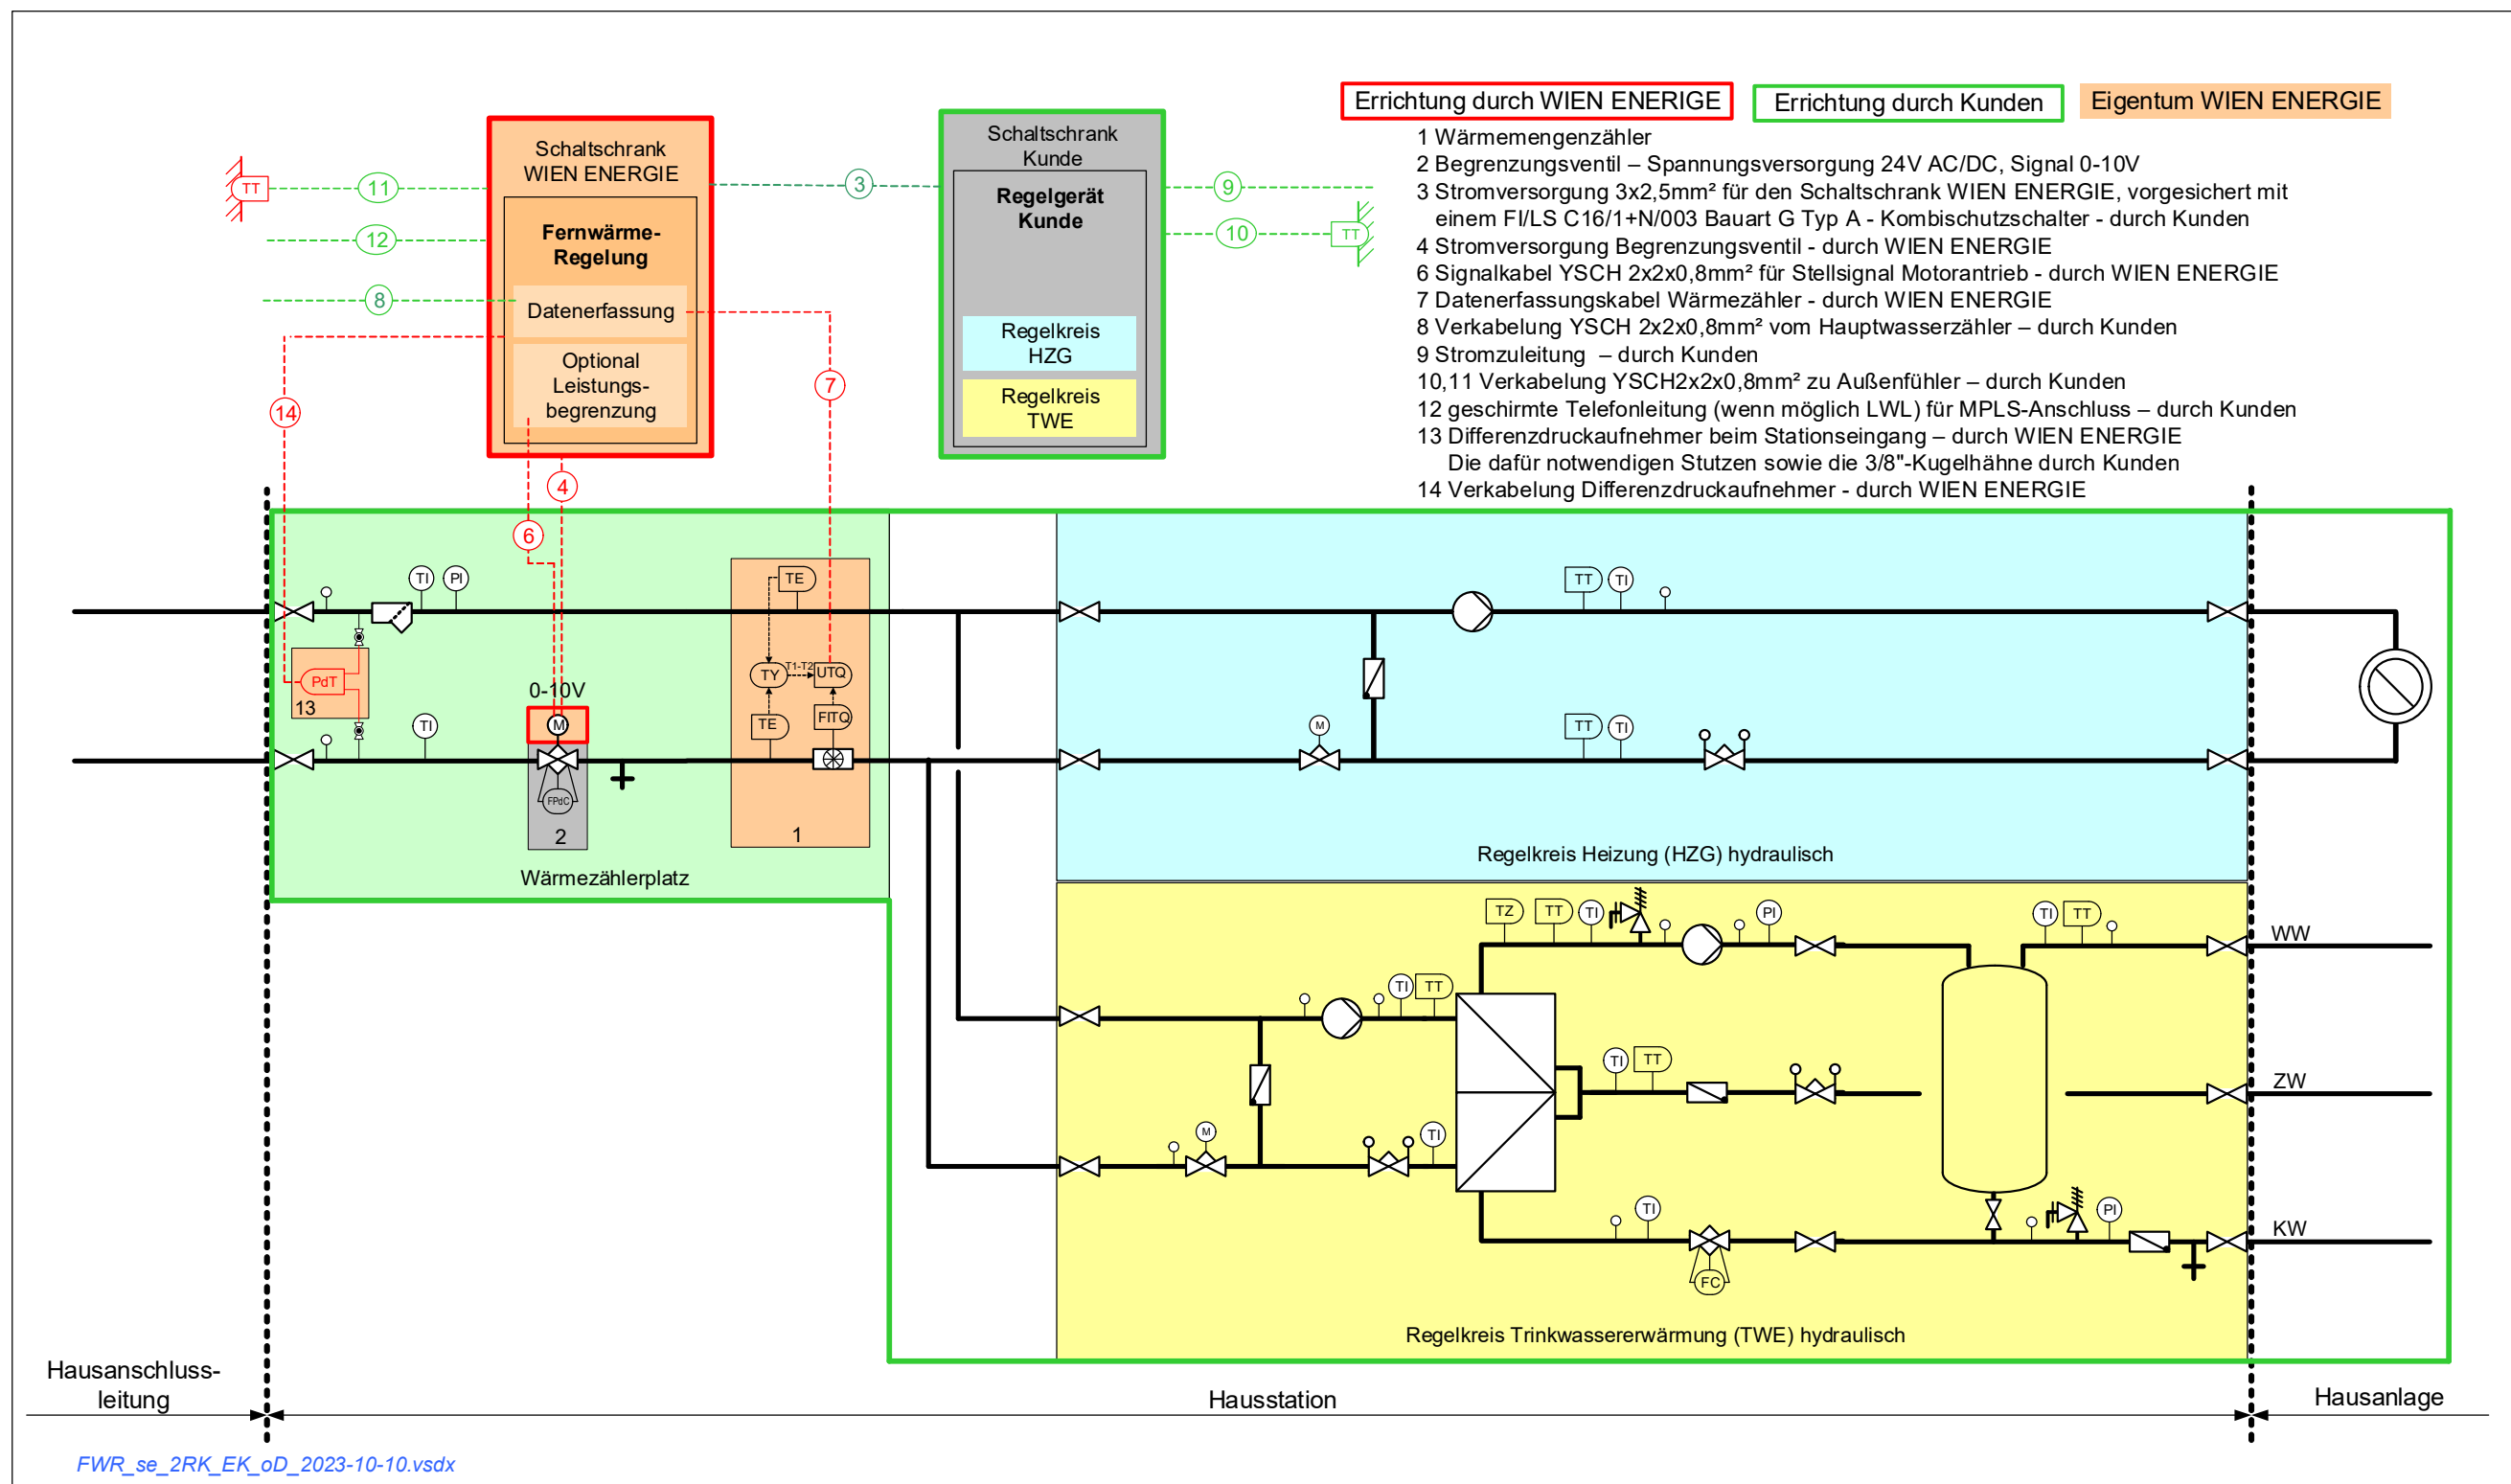 Errichtung durch WIEN ENERIGE
Errichtung durch Kunden
Eigentum WIEN ENERGIE
1 Wärmemengenzähler
2 Begrenzungsventil – Spannungsversorgung 24V AC/DC, Signal 0-10V
3 Stromversorgung 3x2,5mm² für den Schaltschrank WIEN ENERGIE, vorgesichert mit
einem FI/LS C16/1+N/003 Bauart G Typ A - Kombischutzschalter - durch Kunden
4 Stromversorgung Begrenzungsventil - durch WIEN ENERGIE
6 Signalkabel YSCH 2x2x0,8mm² für Stellsignal Motorantrieb - durch WIEN ENERGIE
7 Datenerfassungskabel Wärmezähler - durch WIEN ENERGIE
8 Verkabelung YSCH 2x2x0,8mm² vom Hauptwasserzähler – durch Kunden
9 Stromzuleitung – durch Kunden
10,11 Verkabelung YSCH2x2x0,8mm² zu Außenfühler – durch Kunden
12 geschirmte Telefonleitung (wenn möglich LWL) für MPLS-Anschluss – durch Kunden
13 Differenzdruckaufnehmer beim Stationseingang – durch WIEN ENERGIE
Die dafür notwendigen Stutzen sowie die 3/8"-Kugelhähne durch Kunden
14 Verkabelung Differenzdruckaufnehmer - durch WIEN ENERGIE
Schaltschrank
WIEN ENERGIE
Fernwärme-
Regelung
Datenerfassung
Optional
Leistungs-
begrenzung
Schaltschrank
Kunde
Regelgerät
Kunde
Regelkreis
HZG
Regelkreis
TWE
TT
11
12
8
3
9
10
TT
14
7
4
6
TI
PI
TE
TT
TI
PdT
13
0-10V
M
TY
T1-T2
UTQ
TE
FITQ
TI
FPdC
2
1
M
TT
TI
Wärmezählerplatz
Regelkreis Heizung (HZG) hydraulisch
TZ
TT
TI
PI
TI
TT
WW
TI
TT
TI
TT
ZW
M
TI
TI
PI
KW
FC
Regelkreis Trinkwassererwärmung (TWE) hydraulisch
Hausanschluss-
leitung
Hausstation
Hausanlage
FWR_se_2RK_EK_oD_2023-10-10.vsdx